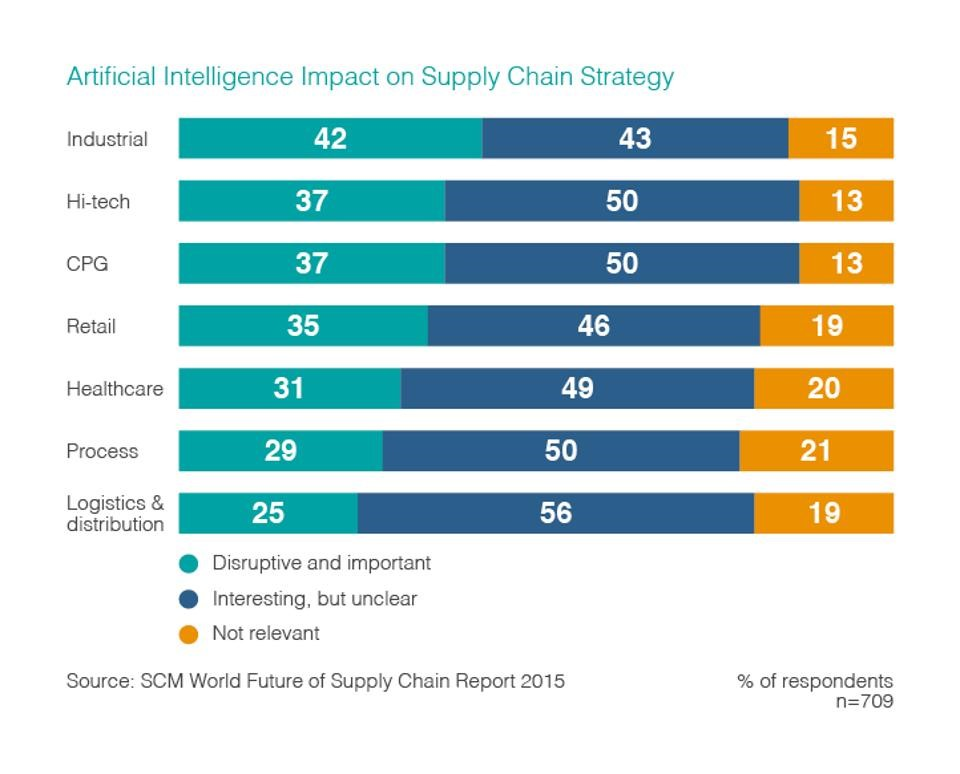 Artificial Intelligence Impact on Supply Chain Strategy
Industrial 42 43 15
Hi-tech 37 50 13
CPG 37 50 13
Retail 35 46 19
Healthcare 31 49 20
Process 29 50 21
Logistics &
distribution 25 56 19
Disruptive and important
Interesting, but unclear
Not relevant
Source: SCM World Future of Supply Chain Report 2015 % of respondents
n=709